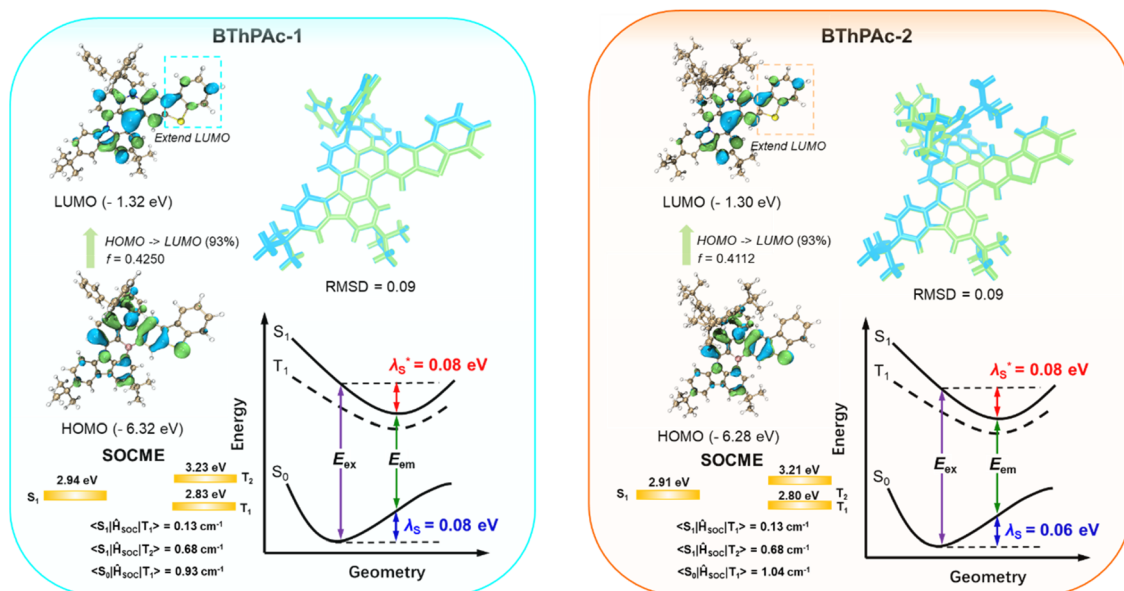 BThPAc-1
Extend LUMO
LUMO (- 1.32 eV)
HOMO -> LUMO (93%)
f = 0.4250
RMSD = 0.09
HOMO (- 6.32 eV)
SOCME
3.23 eV
T2
2.94 eV
S1
2.83 eV
T1
<S1|ĤSOC|T1> = 0.13 cm-1
<S1|ĤSOC|T2> = 0.68 cm-1
<S0|ĤSOC|T1> = 0.93 cm-1
Energy
S1
T1
S0
λS* = 0.08 eV
Eex
Eem
λS = 0.08 eV
Geometry
BThPAc-2
Extend LUMO
LUMO (- 1.30 eV)
HOMO -> LUMO (93%)
f = 0.4112
RMSD = 0.09
HOMO (- 6.28 eV)
SOCME
3.21 eV
2.91 eV
S1
T2
2.80 eV
T1
<S1|ĤSOC|T1> = 0.13 cm-1
<S1|ĤSOC|T2> = 0.68 cm-1
<S0|ĤSOC|T1> = 1.04 cm-1
Energy
S1
T1
S0
λS* = 0.08 eV
Eex
Eem
λS = 0.06 eV
Geometry